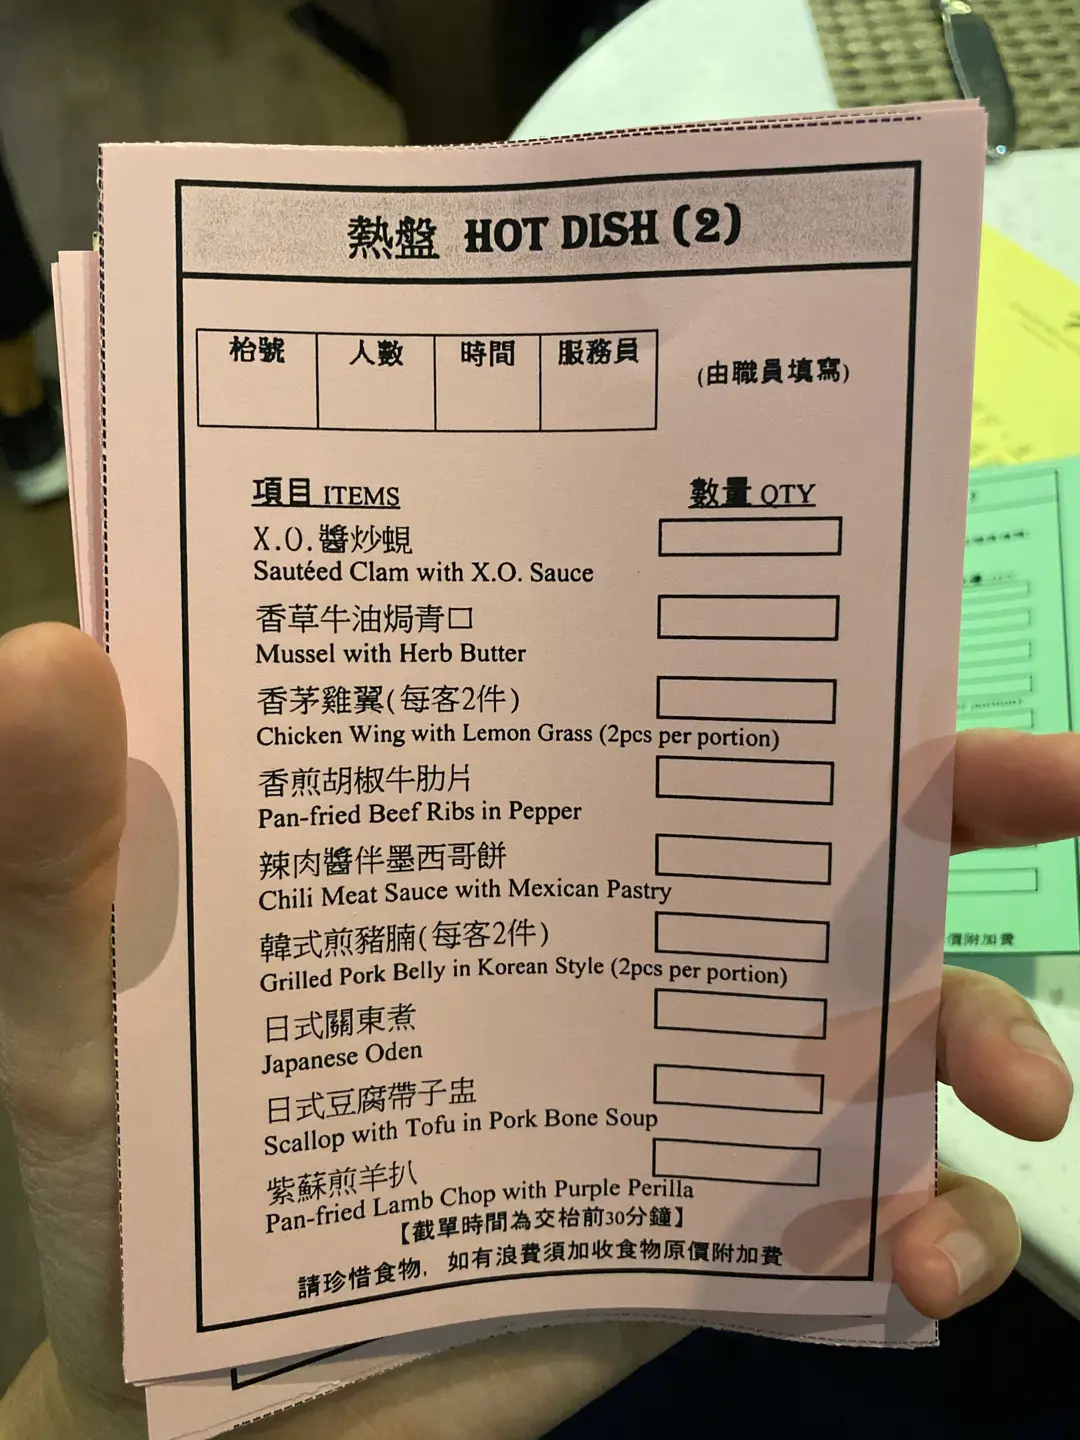 熱盤 HOT DISH (2)
枱號 人數 時間 服務員
(由職員填寫)
項目 ITEMS 數量 QTY
X.O.醬炒蜆
Sautéed Clam with X.O. Sauce
香草牛油焗青口
Mussel with Herb Butter
香茅雞翼(每客2件)
Chicken Wing with Lemon Grass (2pcs per portion)
香煎胡椒牛肋片
Pan-fried Beef Ribs in Pepper
辣肉醬伴墨西哥餅
Chili Meat Sauce with Mexican Pastry
韓式煎豬腩(每客2件)
Grilled Pork Belly in Korean Style (2pcs per portion)
日式關東煮
Japanese Oden
日式豆腐帶子盅
Scallop with Tofu in Pork Bone Soup
紫蘇煎羊扒
Pan-fried Lamb Chop with Purple Perilla
【截單時間為交枱前30分鐘】
請珍惜食物，如有浪費須加收食物原價附加費
價附加費